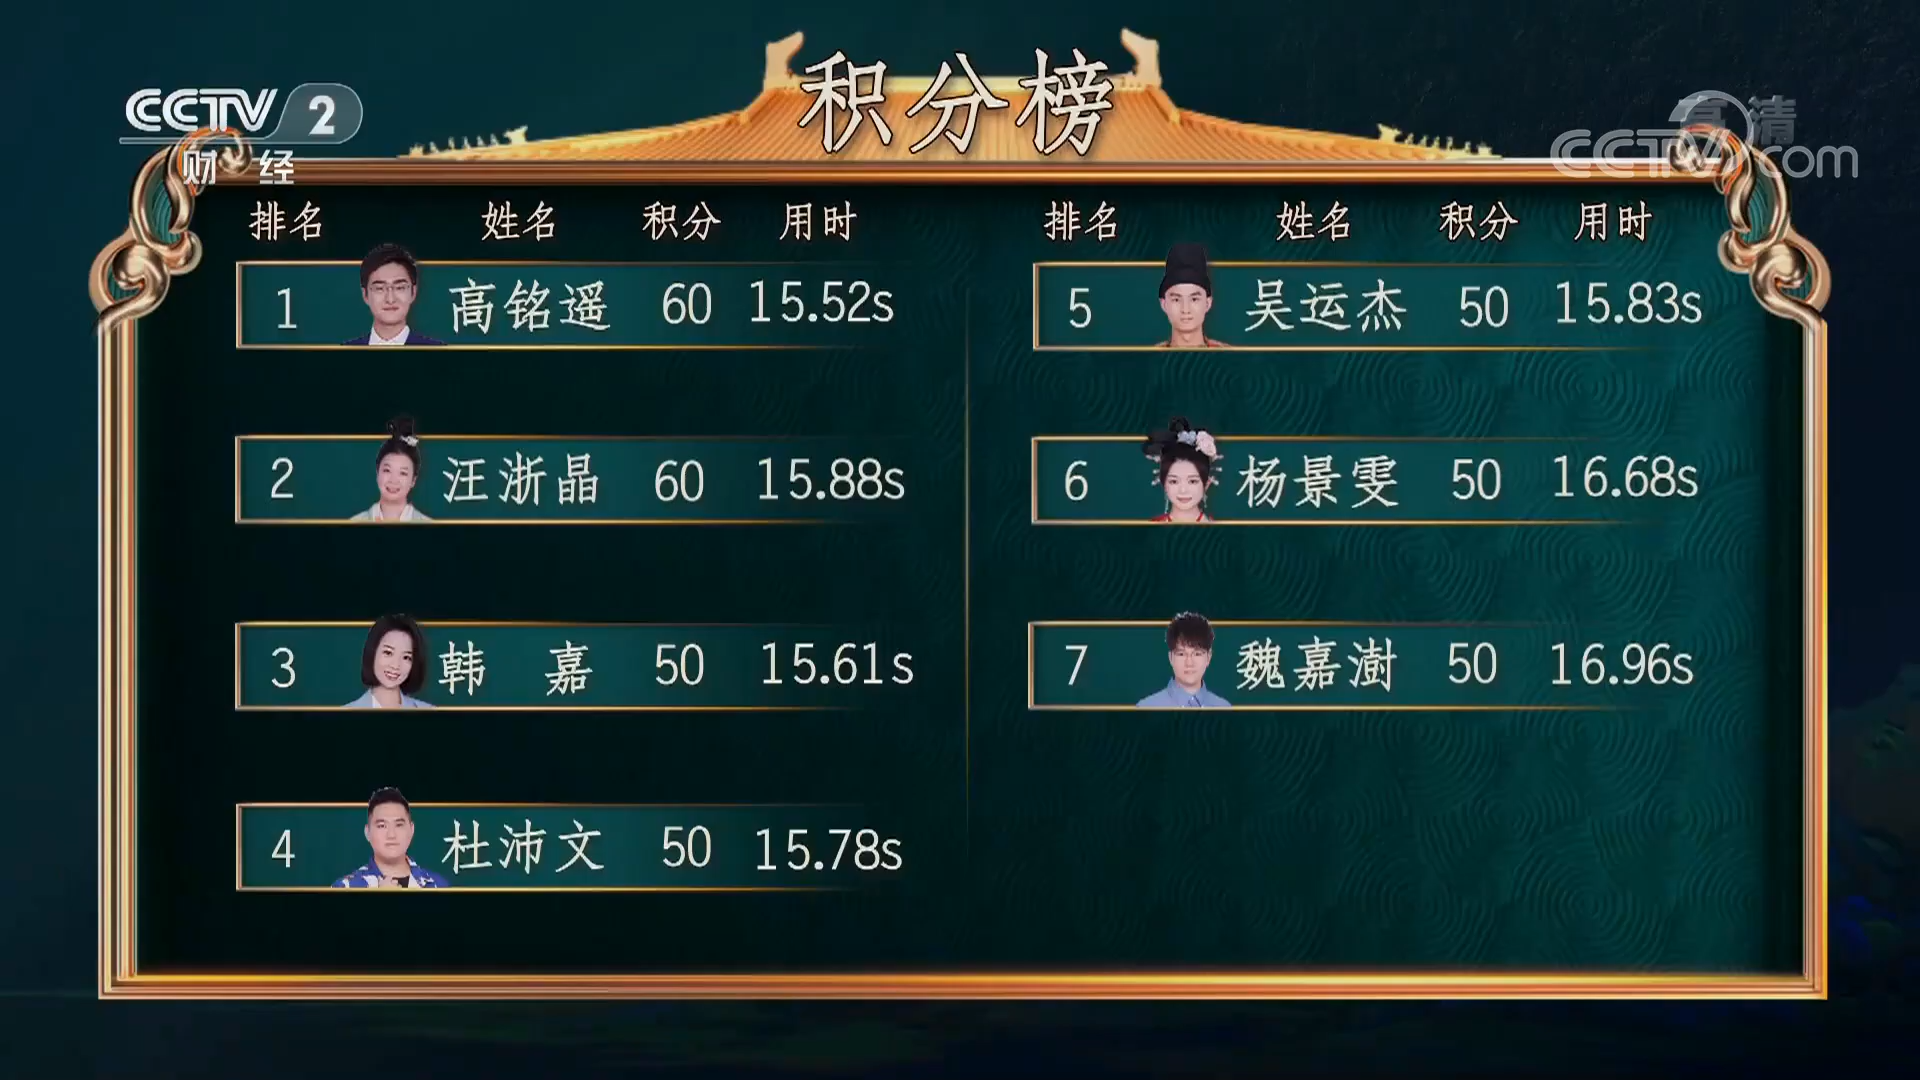 积分榜
CCTV 2
财经
高清
CCTV.com
排名 姓名 积分 用时
1 高铭遥 60 15.52s
2 汪浙晶 60 15.88s
3 韩 嘉 50 15.61s
4 杜沛文 50 15.78s
排名 姓名 积分 用时
5 吴运杰 50 15.83s
6 杨景雯 50 16.68s
7 魏嘉澍 50 16.96s